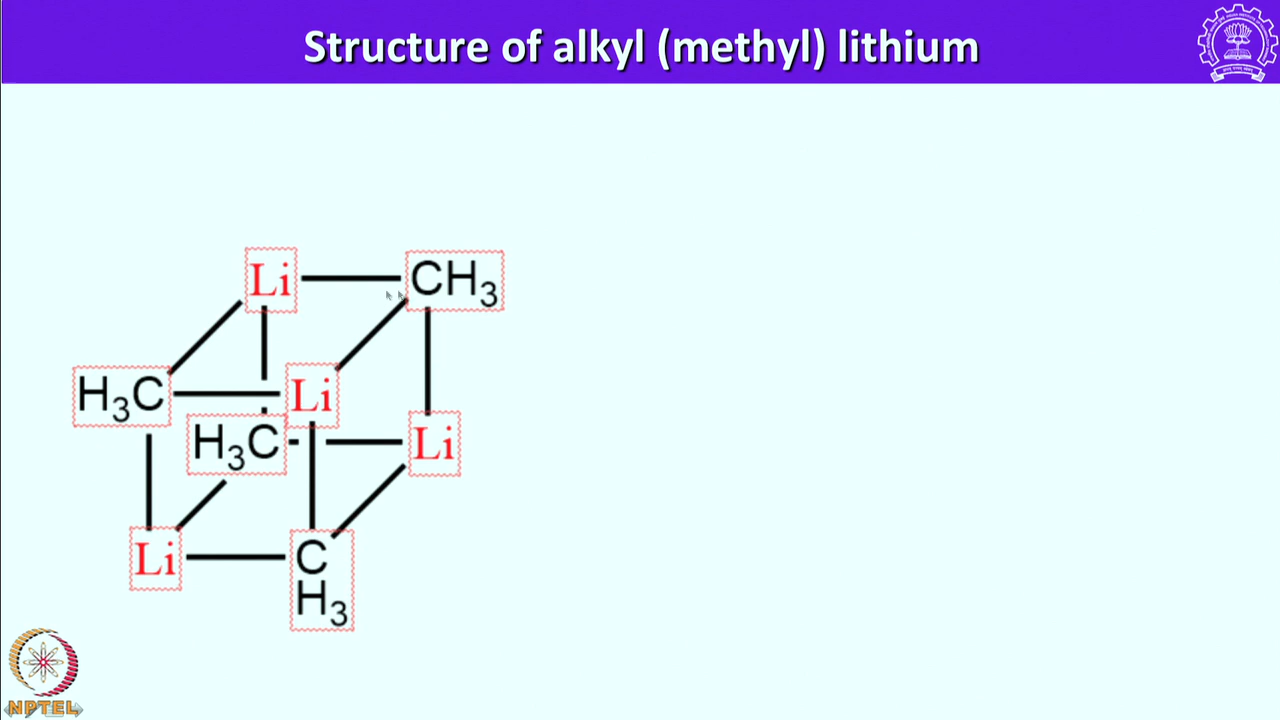 Structure of alkyl (methyl) lithium
Li
CH3
H3C
Li
H3C
Li
Li
C
H3
NPTEL